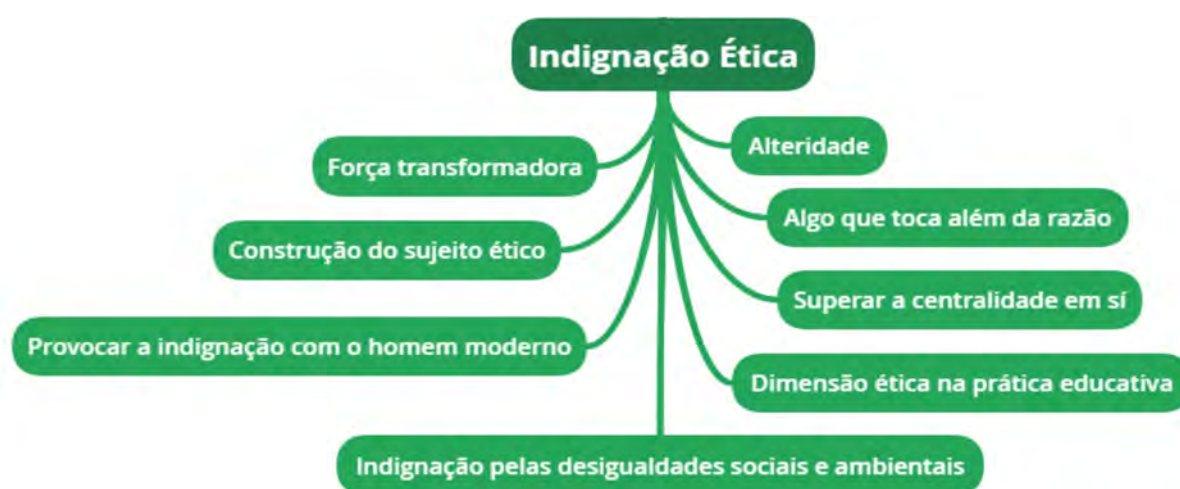 Indignação Ética
Força transformadora
Alteridade
Algo que toca além da razão
Construção do sujeito ético
Superar a centralidade em sí
Provocar a indignação com o homem moderno
Dimensão ética na prática educativa
Indignação pelas desigualdades sociais e ambientais